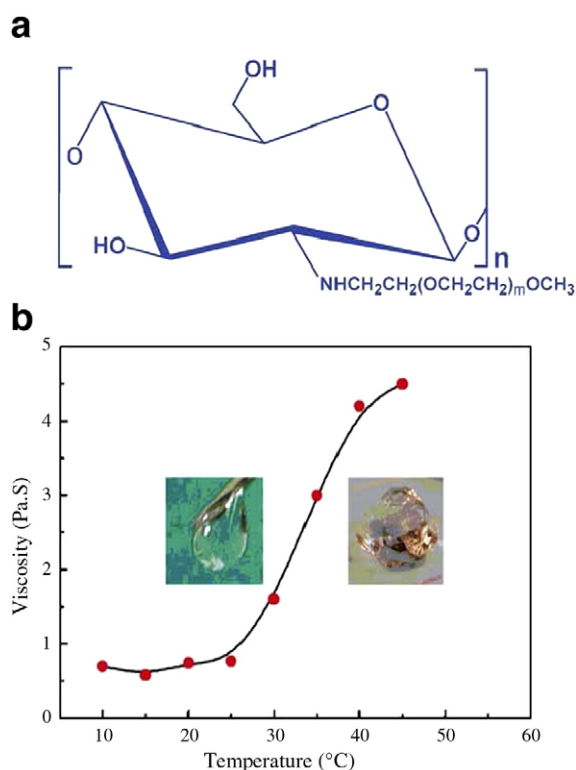 a
OH
O
O
HO
O
n
NHCH₂CH₂(OCH₂CH₂)ₘOCH₃
b
5
4
3
2
1
0
Viscosity (Pa.S)
10 20 30 40 50 60
Temperature (°C)